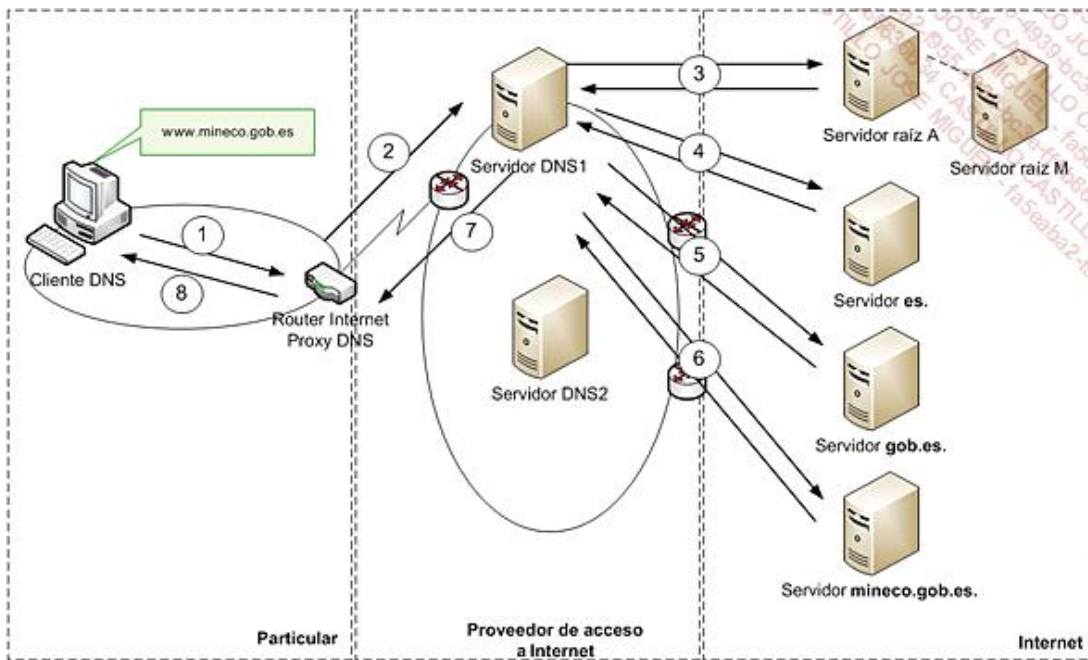 www.mineco.gob.es
Cliente DNS
1
8
Router Internet
Proxy DNS
2
7
Servidor DNS1
Servidor DNS2
3
4
5
6
Servidor raíz A
Servidor raíz M
Servidor es.
Servidor gob.es.
Servidor mineco.gob.es.
Particular
Proveedor de acceso
a Internet
Internet